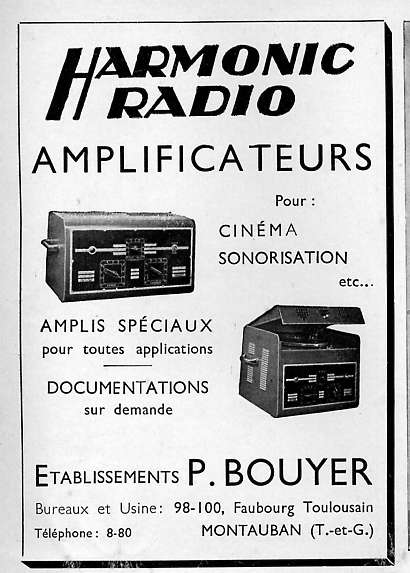 HARMONIC
RADIO
AMPLIFICATEURS
Pour :
CINÉMA
SONORISATION
etc...
AMPLIS SPÉCIAUX
pour toutes applications
DOCUMENTATIONS
sur demande
ETABLISSEMENTS P. BOUYER
Bureaux et Usine : 98-100, Faubourg Toulousain
Téléphone : 8-80 MONTAUBAN (T.-et-G.)